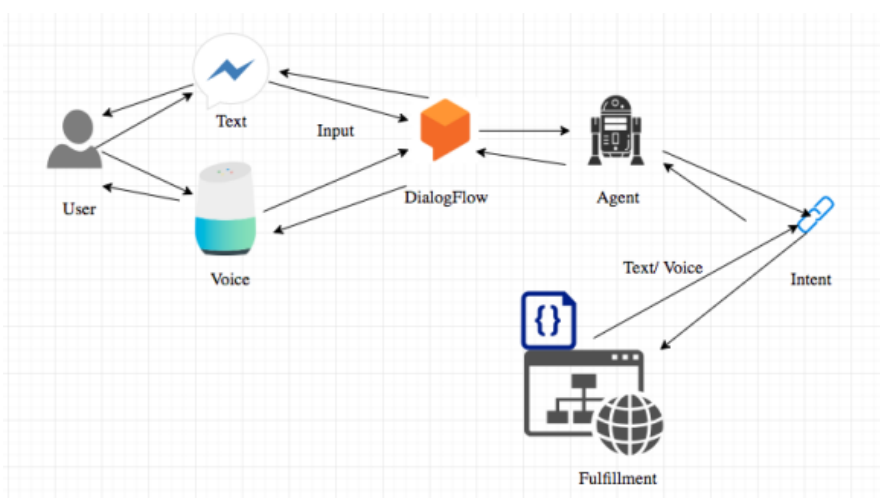 Text
Input
User
DialogFlow
Agent
Voice
Text/ Voice
Intent
{}
Fulfillment